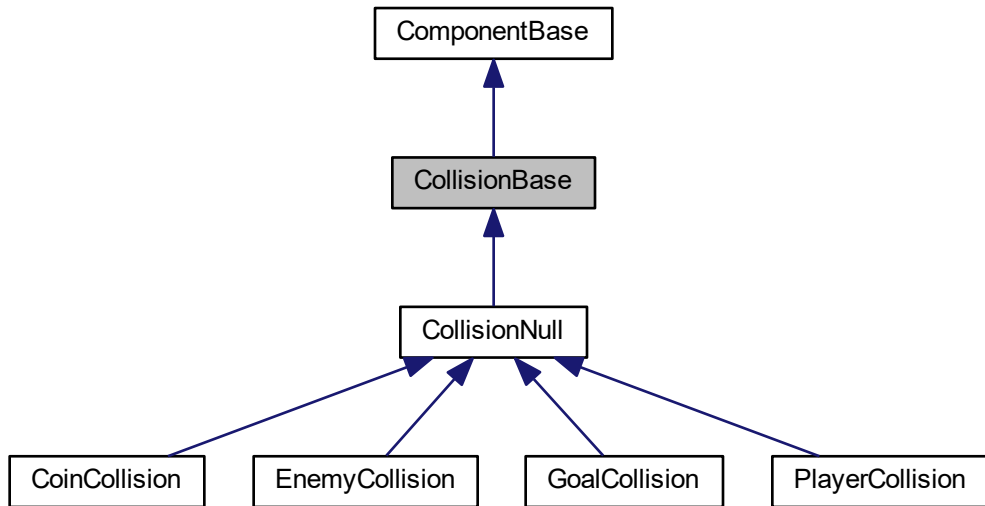 ComponentBase
CollisionBase
CollisionNull
CoinCollision
EnemyCollision
GoalCollision
PlayerCollision